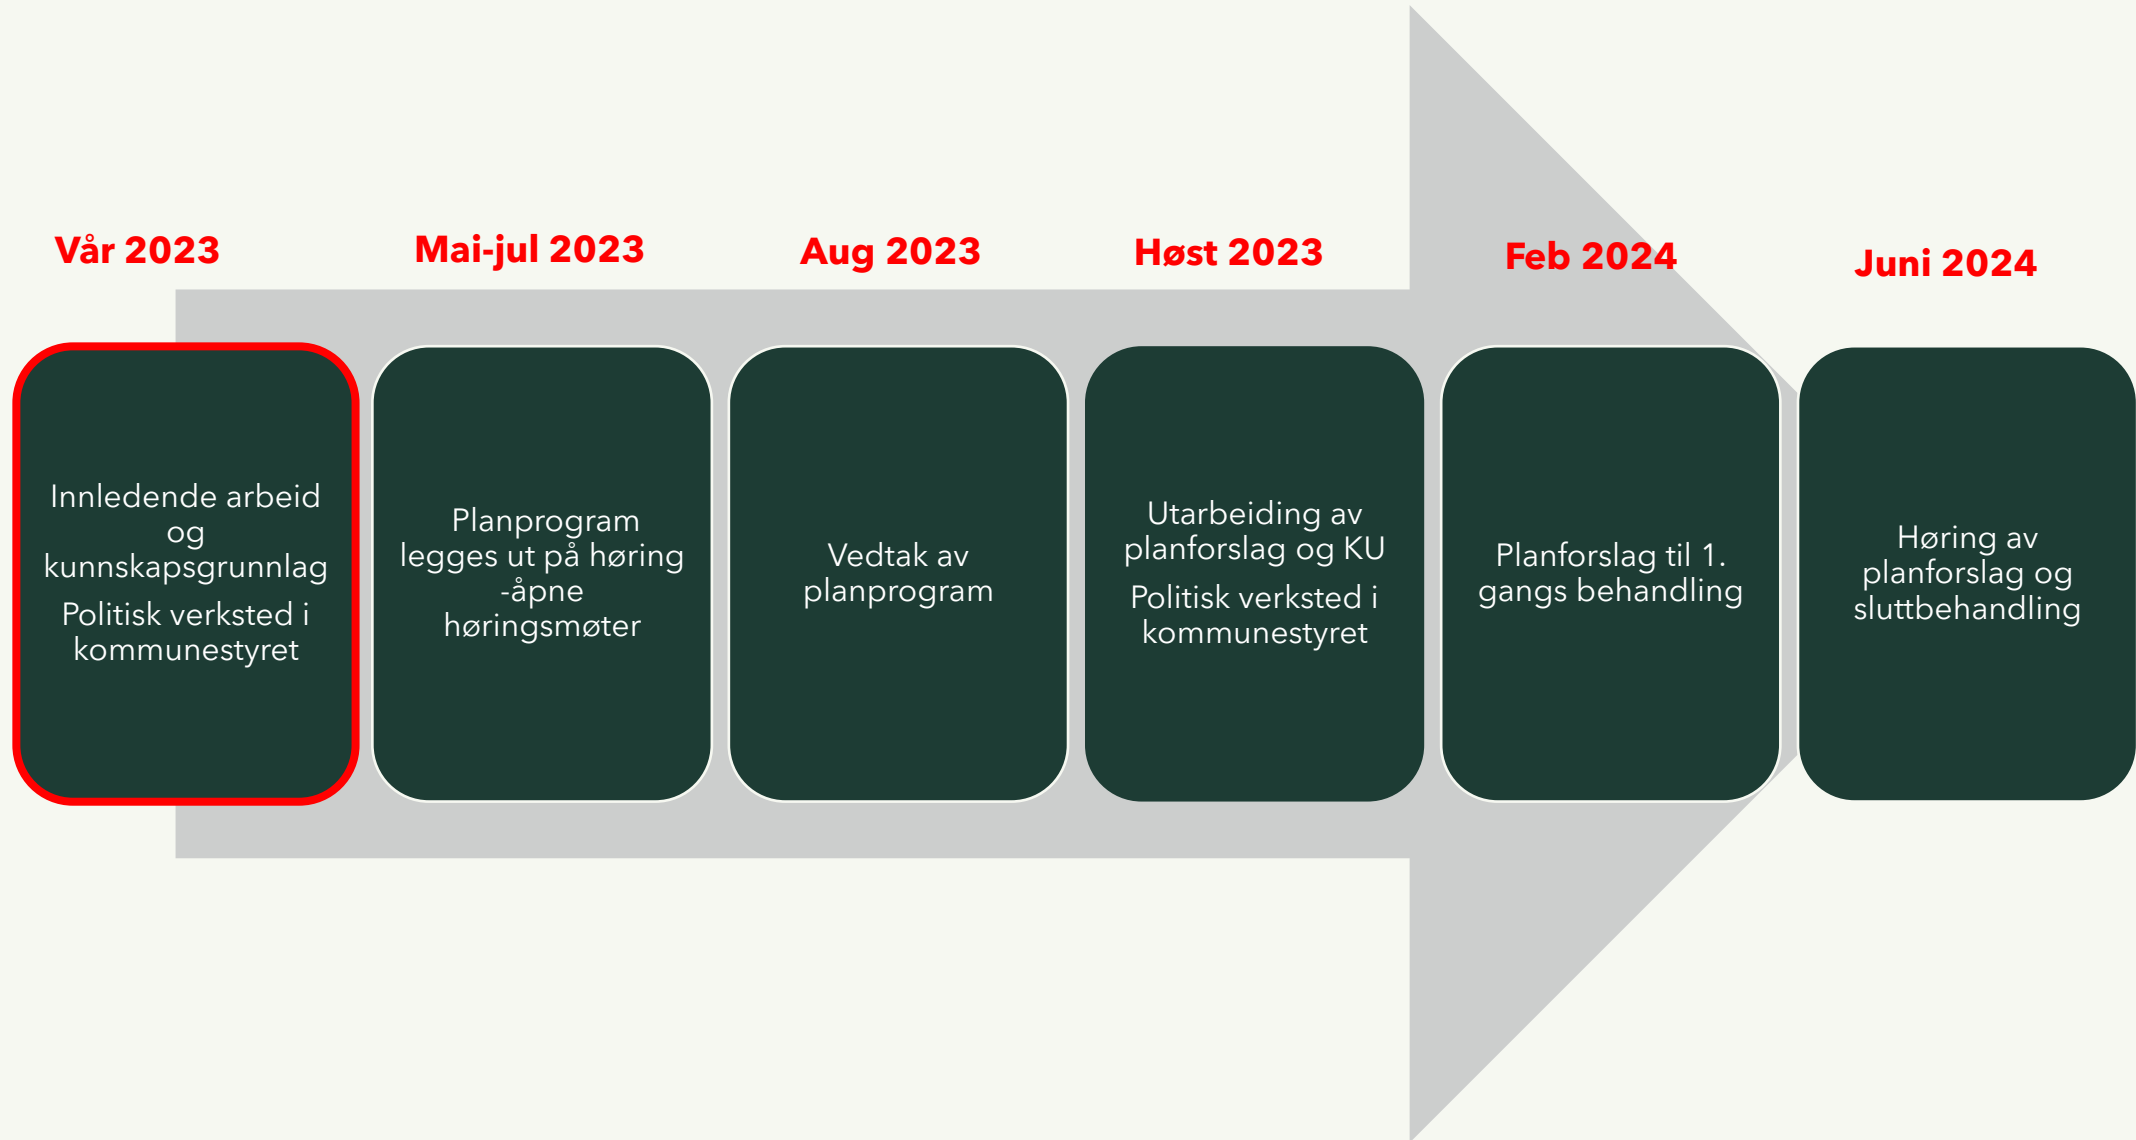 Vår 2023
Innledende arbeid
og
kunnskapsgrunnlag
Politisk verksted i
kommunestyret
Mai-jul 2023
Planprogram
legges ut på høring
-åpne
høringsmøter
Aug 2023
Vedtak av
planprogram
Høst 2023
Utarbeiding av
planforslag og KU
Politisk verksted i
kommunestyret
Feb 2024
Planforslag til 1.
gangs behandling
Juni 2024
Høring av
planforslag og
sluttbehandling